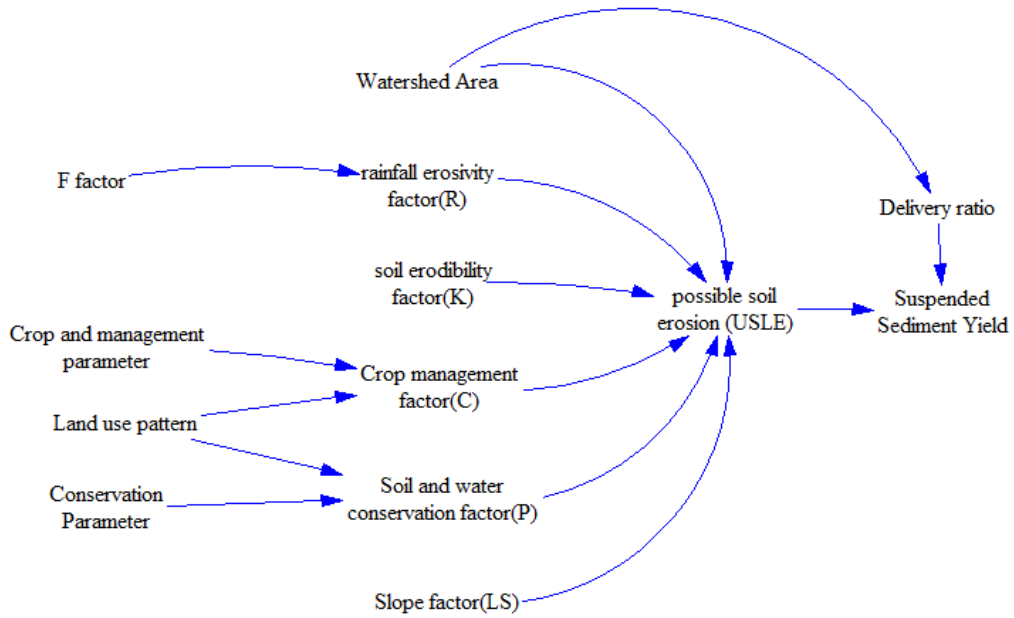 Watershed Area
F factor
rainfall erosivity
factor(R)
Delivery ratio
soil erodibility
factor(K)
possible soil
erosion (USLE)
Suspended
Sediment Yield
Crop and management
parameter
Crop management
factor(C)
Land use pattern
Conservation
Parameter
Soil and water
conservation factor(P)
Slope factor(LS)